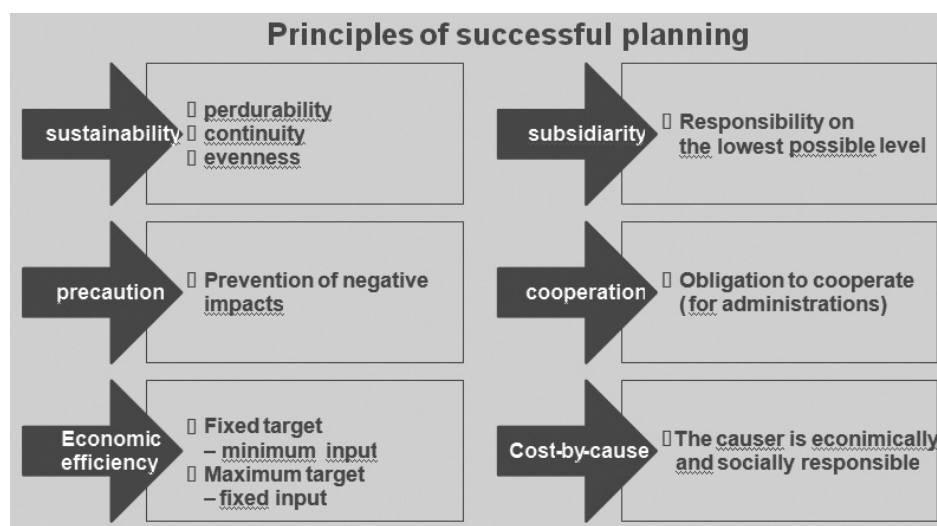 Principles of successful planning
sustainability
▯ perdurability
▯ continuity
▯ evenness
subsidiarity
▯ Responsibility on
the lowest possible level
precaution
▯ Prevention of negative
impacts
cooperation
▯ Obligation to cooperate
(for administrations)
Economic
efficiency
▯ Fixed target
– minimum input
▯ Maximum target
– fixed input
Cost-by-cause
▯ The causer is econimically
and socially responsible